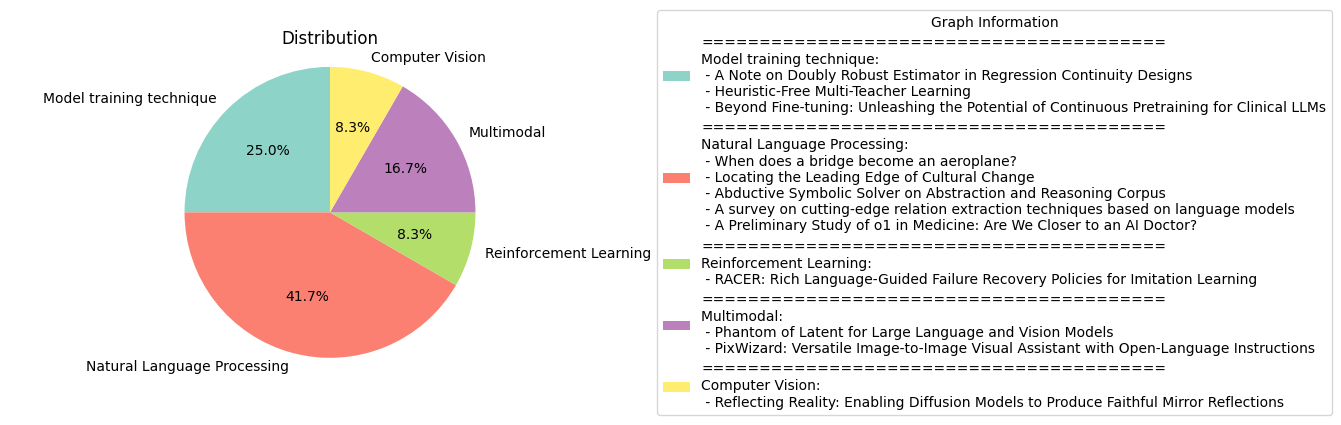 Distribution
Computer Vision
Model training technique
8.3%
Multimodal
25.0%
16.7%
8.3%
Reinforcement Learning
41.7%
Natural Language Processing
Graph Information
========================================
Model training technique:
- A Note on Doubly Robust Estimator in Regression Continuity Designs
- Heuristic-Free Multi-Teacher Learning
- Beyond Fine-tuning: Unleashing the Potential of Continuous Pretraining for Clinical LLMs
========================================
Natural Language Processing:
- When does a bridge become an aeroplane?
- Locating the Leading Edge of Cultural Change
- Abductive Symbolic Solver on Abstraction and Reasoning Corpus
- A survey on cutting-edge relation extraction techniques based on language models
- A Preliminary Study of o1 in Medicine: Are We Closer to an AI Doctor?
========================================
Reinforcement Learning:
- RACER: Rich Language-Guided Failure Recovery Policies for Imitation Learning
========================================
Multimodal:
- Phantom of Latent for Large Language and Vision Models
- PixWizard: Versatile Image-to-Image Visual Assistant with Open-Language Instructions
========================================
Computer Vision:
- Reflecting Reality: Enabling Diffusion Models to Produce Faithful Mirror Reflections